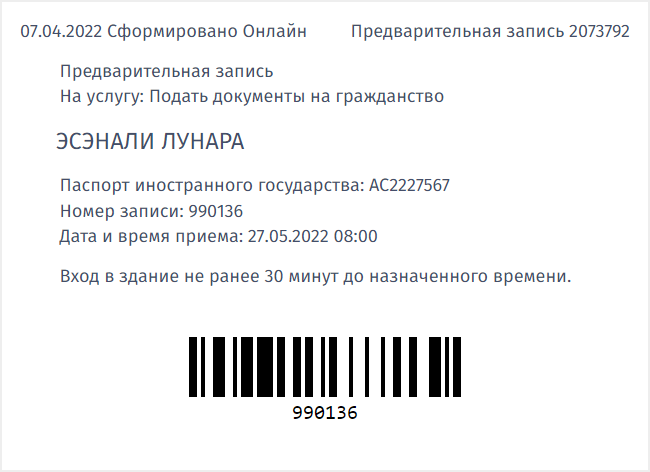 07.04.2022 Сформировано Онлайн Предварительная запись 2073792
Предварительная запись
На услугу: Подать документы на гражданство
ЭСЭНАЛИ ЛУНАРА
Паспорт иностранного государства: AC2227567
Номер записи: 990136
Дата и время приема: 27.05.2022 08:00
Вход в здание не ранее 30 минут до назначенного времени.
990136